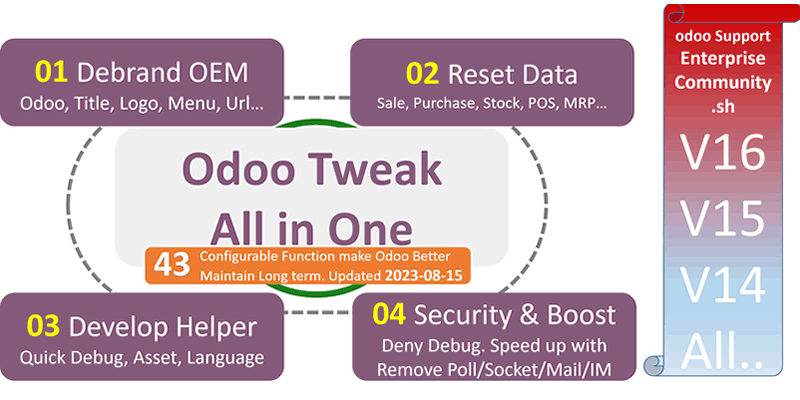 01 Debrand OEM
Odoo, Title, Logo, Menu, Url...
02 Reset Data
Sale, Purchase, Stock, POS, MRP...
Odoo Tweak
All in One
43 Configurable Function make Odoo Better
Maintain Long term. Updated 2023-08-15
03 Develop Helper
Quick Debug, Asset, Language
04 Security & Boost
Deny Debug. Speed up with
Remove Poll/Socket/Mail/IM
odoo Support
Enterprise
Community
.sh
V16
V15
V14
All..